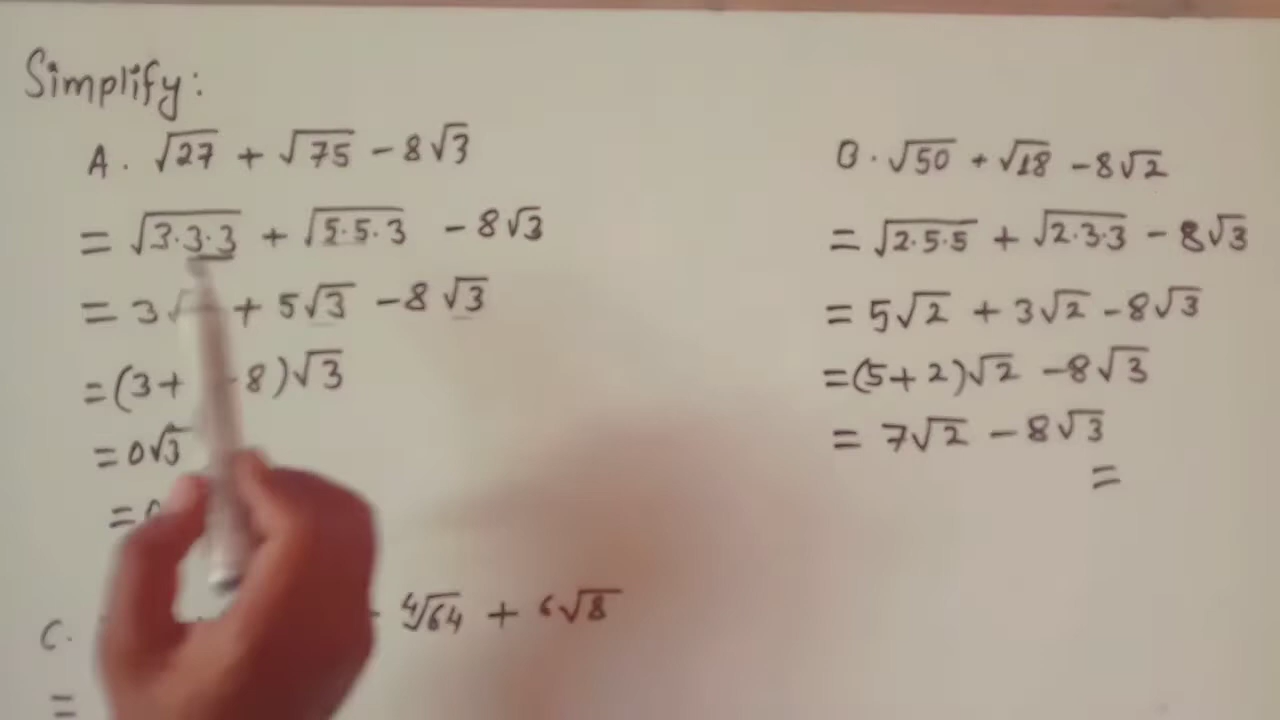 Simplify:
A. √27 + √75 - 8√3
= √3·3·3 + √5·5·3 - 8√3
= 3√ + 5√3 - 8√3
= (3+ -8)√3
= 0√3
=
B. √50 + √18 - 8√2
= √2·5·5 + √2·3·3 - 8√3
= 5√2 + 3√2 - 8√3
= (5+2)√2 - 8√3
= 7√2 - 8√3
=
C. ∜64 + ⁶√8
=